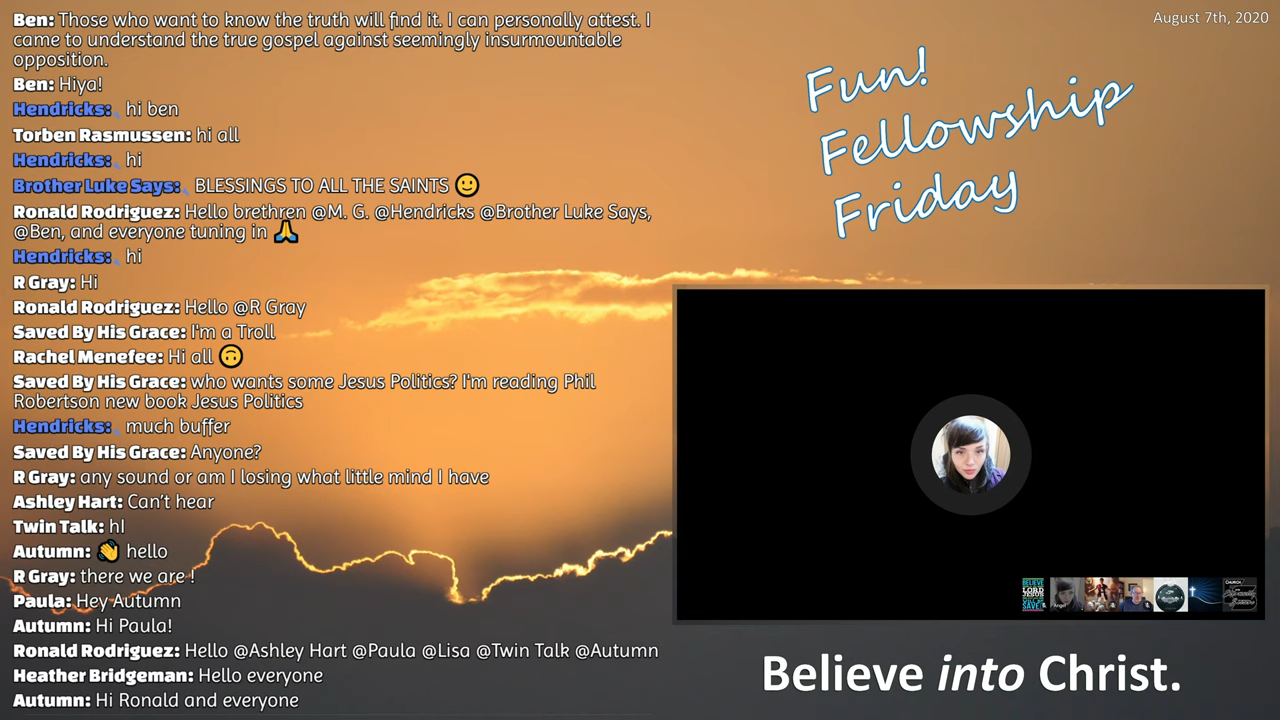 Ben: Those who want to know the truth will find it. I can personally attest. I
came to understand the true gospel against seemingly insurmountable
opposition.
Ben: Hiya!
Hendricks: hi ben
Torben Rasmussen: hi all
Hendricks: hi
Brother Luke Says: BLESSINGS TO ALL THE SAINTS 🙂
Ronald Rodriguez: Hello brethren @M. G. @Hendricks @Brother Luke Says,
@Ben, and everyone tuning in 🙏
Hendricks: hi
R Gray: Hi
Ronald Rodriguez: Hello @R Gray
Saved By His Grace: I'm a Troll
Rachel Menefee: Hi all 🙃
Saved By His Grace: who wants some Jesus Politics? I'm reading Phil
Robertson new book Jesus Politics
Hendricks: much buffer
Saved By His Grace: Anyone?
R Gray: any sound or am I losing what little mind I have
Ashley Hart: Can't hear
Twin Talk: hI
Autumn: 👋 hello
R Gray: there we are !
Paula: Hey Autumn
Autumn: Hi Paula!
Ronald Rodriguez: Hello @Ashley Hart @Paula @Lisa @Twin Talk @Autumn
Heather Bridgeman: Hello everyone
Autumn: Hi Ronald and everyone
August 7th, 2020
Fun!
Fellowship
Friday
BELIEVE
LORD
JESUS
SAVE
CHURCH
Believe into Christ.